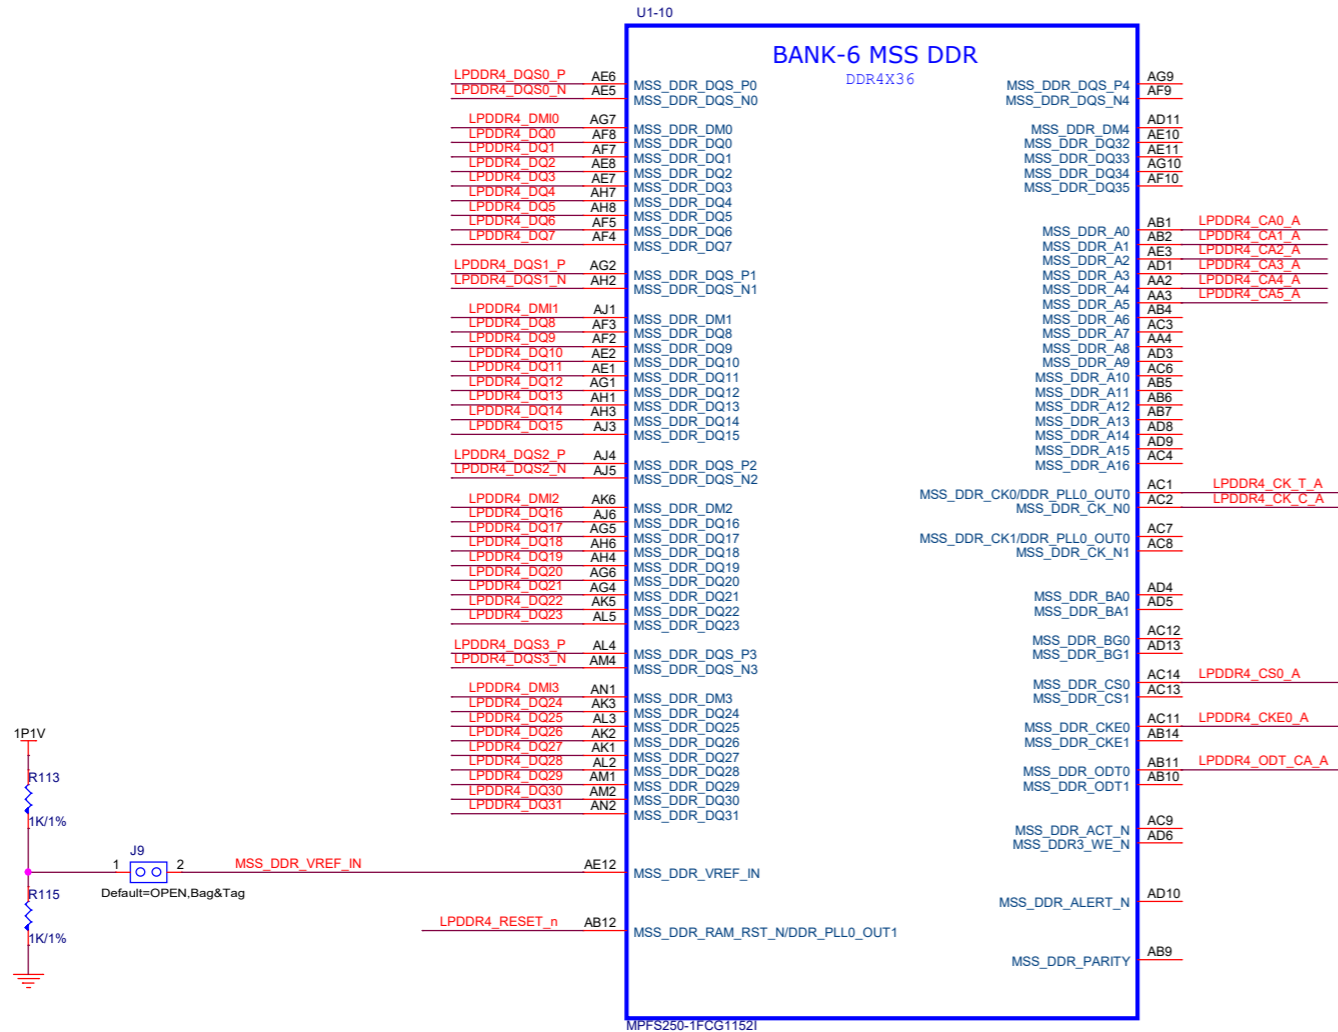 U1-10
BANK-6 MSS DDR
DDR4X36
LPDDR4_DQS0_P AE6 MSS_DDR_DQS_P0
LPDDR4_DQS0_N AE5 MSS_DDR_DQS_N0
LPDDR4_DMI0 AG7 MSS_DDR_DM0
LPDDR4_DQ0 AF8 MSS_DDR_DQ0
LPDDR4_DQ1 AF7 MSS_DDR_DQ1
LPDDR4_DQ2 AE8 MSS_DDR_DQ2
LPDDR4_DQ3 AE7 MSS_DDR_DQ3
LPDDR4_DQ4 AH7 MSS_DDR_DQ4
LPDDR4_DQ5 AH8 MSS_DDR_DQ5
LPDDR4_DQ6 AF5 MSS_DDR_DQ6
LPDDR4_DQ7 AF4 MSS_DDR_DQ7
LPDDR4_DQS1_P AG2 MSS_DDR_DQS_P1
LPDDR4_DQS1_N AH2 MSS_DDR_DQS_N1
LPDDR4_DMI1 AJ1 MSS_DDR_DM1
LPDDR4_DQ8 AF3 MSS_DDR_DQ8
LPDDR4_DQ9 AF2 MSS_DDR_DQ9
LPDDR4_DQ10 AE2 MSS_DDR_DQ10
LPDDR4_DQ11 AE1 MSS_DDR_DQ11
LPDDR4_DQ12 AG1 MSS_DDR_DQ12
LPDDR4_DQ13 AH1 MSS_DDR_DQ13
LPDDR4_DQ14 AH3 MSS_DDR_DQ14
LPDDR4_DQ15 AJ3 MSS_DDR_DQ15
LPDDR4_DQS2_P AJ4 MSS_DDR_DQS_P2
LPDDR4_DQS2_N AJ5 MSS_DDR_DQS_N2
LPDDR4_DMI2 AK6 MSS_DDR_DM2
LPDDR4_DQ16 AJ6 MSS_DDR_DQ16
LPDDR4_DQ17 AG5 MSS_DDR_DQ17
LPDDR4_DQ18 AH6 MSS_DDR_DQ18
LPDDR4_DQ19 AH4 MSS_DDR_DQ19
LPDDR4_DQ20 AG6 MSS_DDR_DQ20
LPDDR4_DQ21 AG4 MSS_DDR_DQ21
LPDDR4_DQ22 AK5 MSS_DDR_DQ22
LPDDR4_DQ23 AL5 MSS_DDR_DQ23
LPDDR4_DQS3_P AL4 MSS_DDR_DQS_P3
LPDDR4_DQS3_N AM4 MSS_DDR_DQS_N3
LPDDR4_DMI3 AN1 MSS_DDR_DM3
LPDDR4_DQ24 AK3 MSS_DDR_DQ24
LPDDR4_DQ25 AL3 MSS_DDR_DQ25
LPDDR4_DQ26 AK2 MSS_DDR_DQ26
LPDDR4_DQ27 AK1 MSS_DDR_DQ27
LPDDR4_DQ28 AL2 MSS_DDR_DQ28
LPDDR4_DQ29 AM1 MSS_DDR_DQ29
LPDDR4_DQ30 AM2 MSS_DDR_DQ30
LPDDR4_DQ31 AN2 MSS_DDR_DQ31
1P1V
R113
1K/1%
J9
1 2 MSS_DDR_VREF_IN AE12 MSS_DDR_VREF_IN
Default=OPEN,Bag&Tag
R115
1K/1%
LPDDR4_RESET_n AB12 MSS_DDR_RAM_RST_N/DDR_PLL0_OUT1
MSS_DDR_DQS_P4 AG9
MSS_DDR_DQS_N4 AF9
MSS_DDR_DM4 AD11
MSS_DDR_DQ32 AE10
MSS_DDR_DQ33 AE11
MSS_DDR_DQ34 AG10
MSS_DDR_DQ35 AF10
MSS_DDR_A0 AB1 LPDDR4_CA0_A
MSS_DDR_A1 AB2 LPDDR4_CA1_A
MSS_DDR_A2 AE3 LPDDR4_CA2_A
MSS_DDR_A3 AD1 LPDDR4_CA3_A
MSS_DDR_A4 AA2 LPDDR4_CA4_A
MSS_DDR_A5 AA3 LPDDR4_CA5_A
MSS_DDR_A6 AB4
MSS_DDR_A7 AC3
MSS_DDR_A8 AA4
MSS_DDR_A9 AD3
MSS_DDR_A10 AC6
MSS_DDR_A11 AB5
MSS_DDR_A12 AB6
MSS_DDR_A13 AB7
MSS_DDR_A14 AD8
MSS_DDR_A15 AD9
MSS_DDR_A16 AC4
MSS_DDR_CK0/DDR_PLL0_OUT0 AC1 LPDDR4_CK_T_A
MSS_DDR_CK_N0 AC2 LPDDR4_CK_C_A
MSS_DDR_CK1/DDR_PLL0_OUT0 AC7
MSS_DDR_CK_N1 AC8
MSS_DDR_BA0 AD4
MSS_DDR_BA1 AD5
MSS_DDR_BG0 AC12
MSS_DDR_BG1 AD13
MSS_DDR_CS0 AC14 LPDDR4_CS0_A
MSS_DDR_CS1 AC13
MSS_DDR_CKE0 AC11 LPDDR4_CKE0_A
MSS_DDR_CKE1 AB14
MSS_DDR_ODT0 AB11 LPDDR4_ODT_CA_A
MSS_DDR_ODT1 AB10
MSS_DDR_ACT_N AC9
MSS_DDR3_WE_N AD6
MSS_DDR_ALERT_N AD10
MSS_DDR_PARITY AB9
MPFS250-1FCG1152I